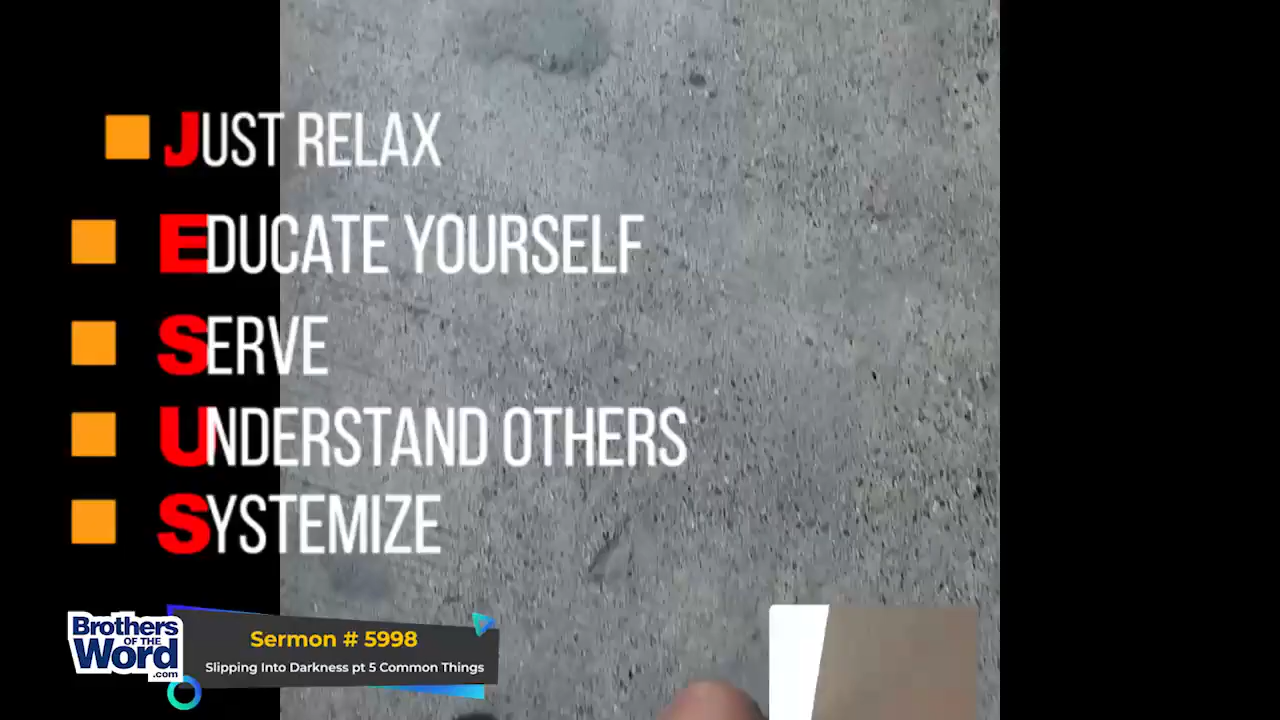 JUST RELAX
EDUCATE YOURSELF
SERVE
UNDERSTAND OTHERS
SYSTEMIZE
Brothers
OF THE
Word
.com
Sermon # 5998
Slipping Into Darkness pt 5 Common Things